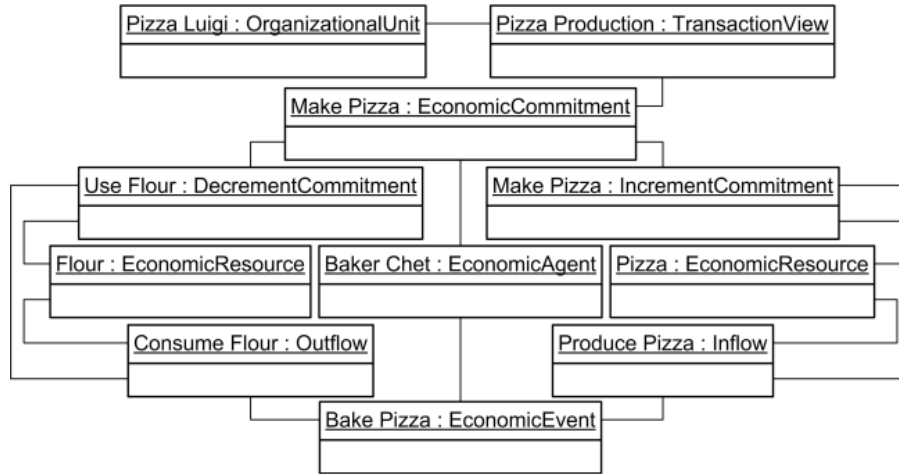 Pizza Luigi : OrganizationalUnit
Pizza Production : TransactionView
Make Pizza : EconomicCommitment
Use Flour : DecrementCommitment
Make Pizza : IncrementCommitment
Flour : EconomicResource
Baker Chet : EconomicAgent
Pizza : EconomicResource
Consume Flour : Outflow
Produce Pizza : Inflow
Bake Pizza : EconomicEvent